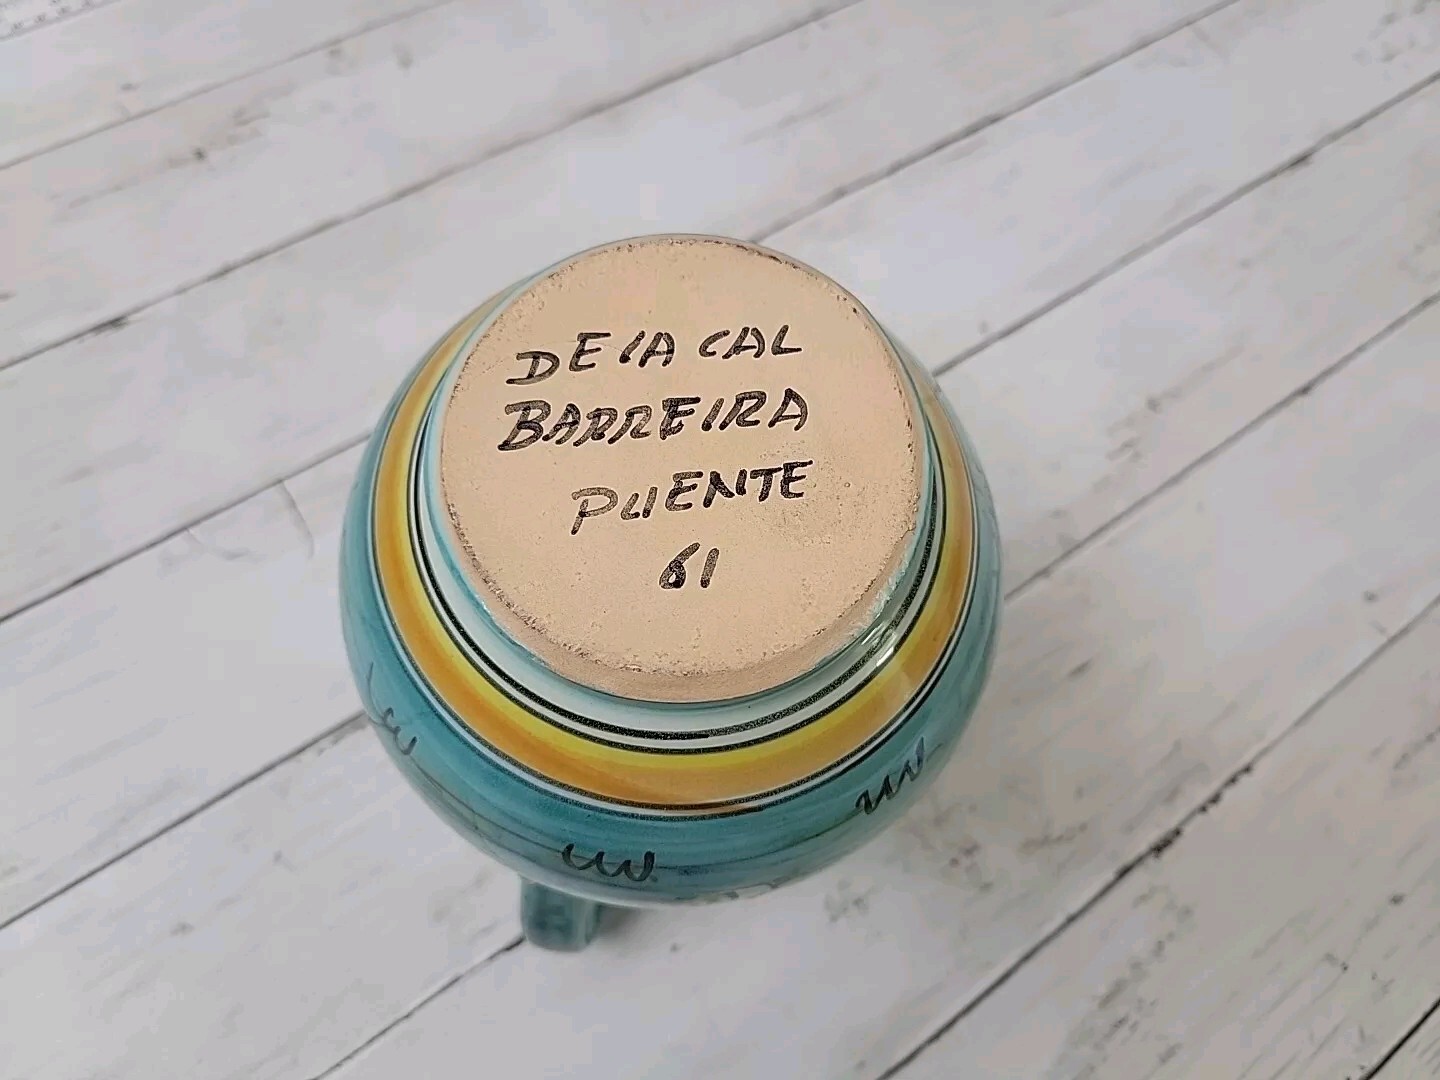 DE LA CAL
BARREIRA
PUENTE
61